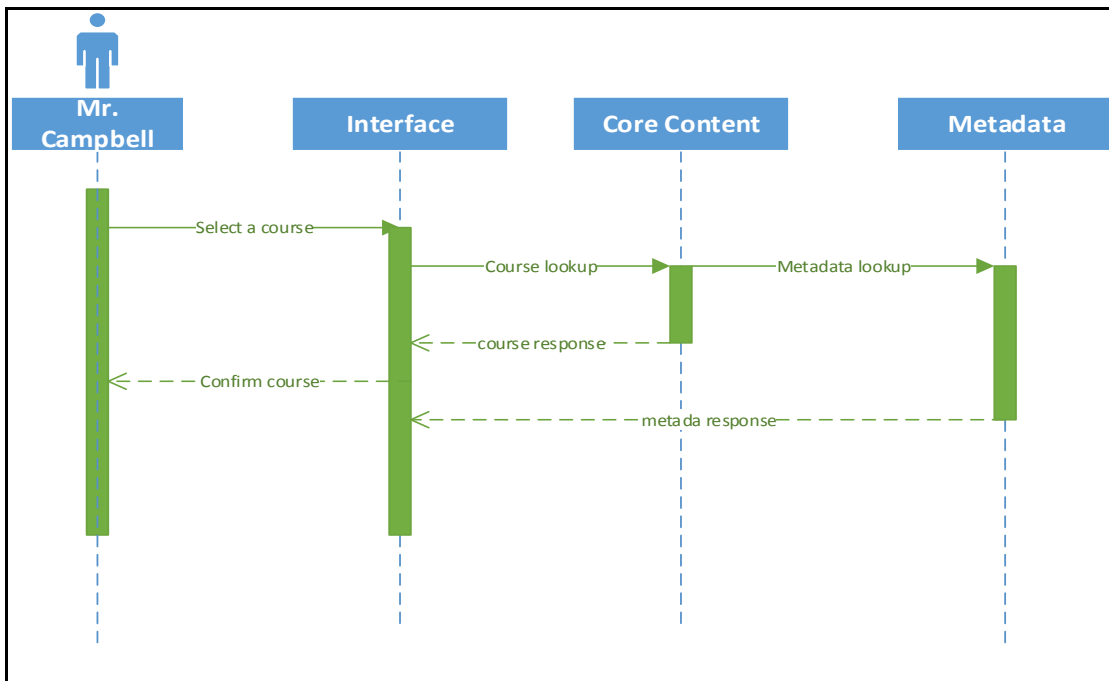 Mr.
Campbell
Interface
Core Content
Metadata
Select a course
Course lookup
Metadata lookup
course response
Confirm course
metada response